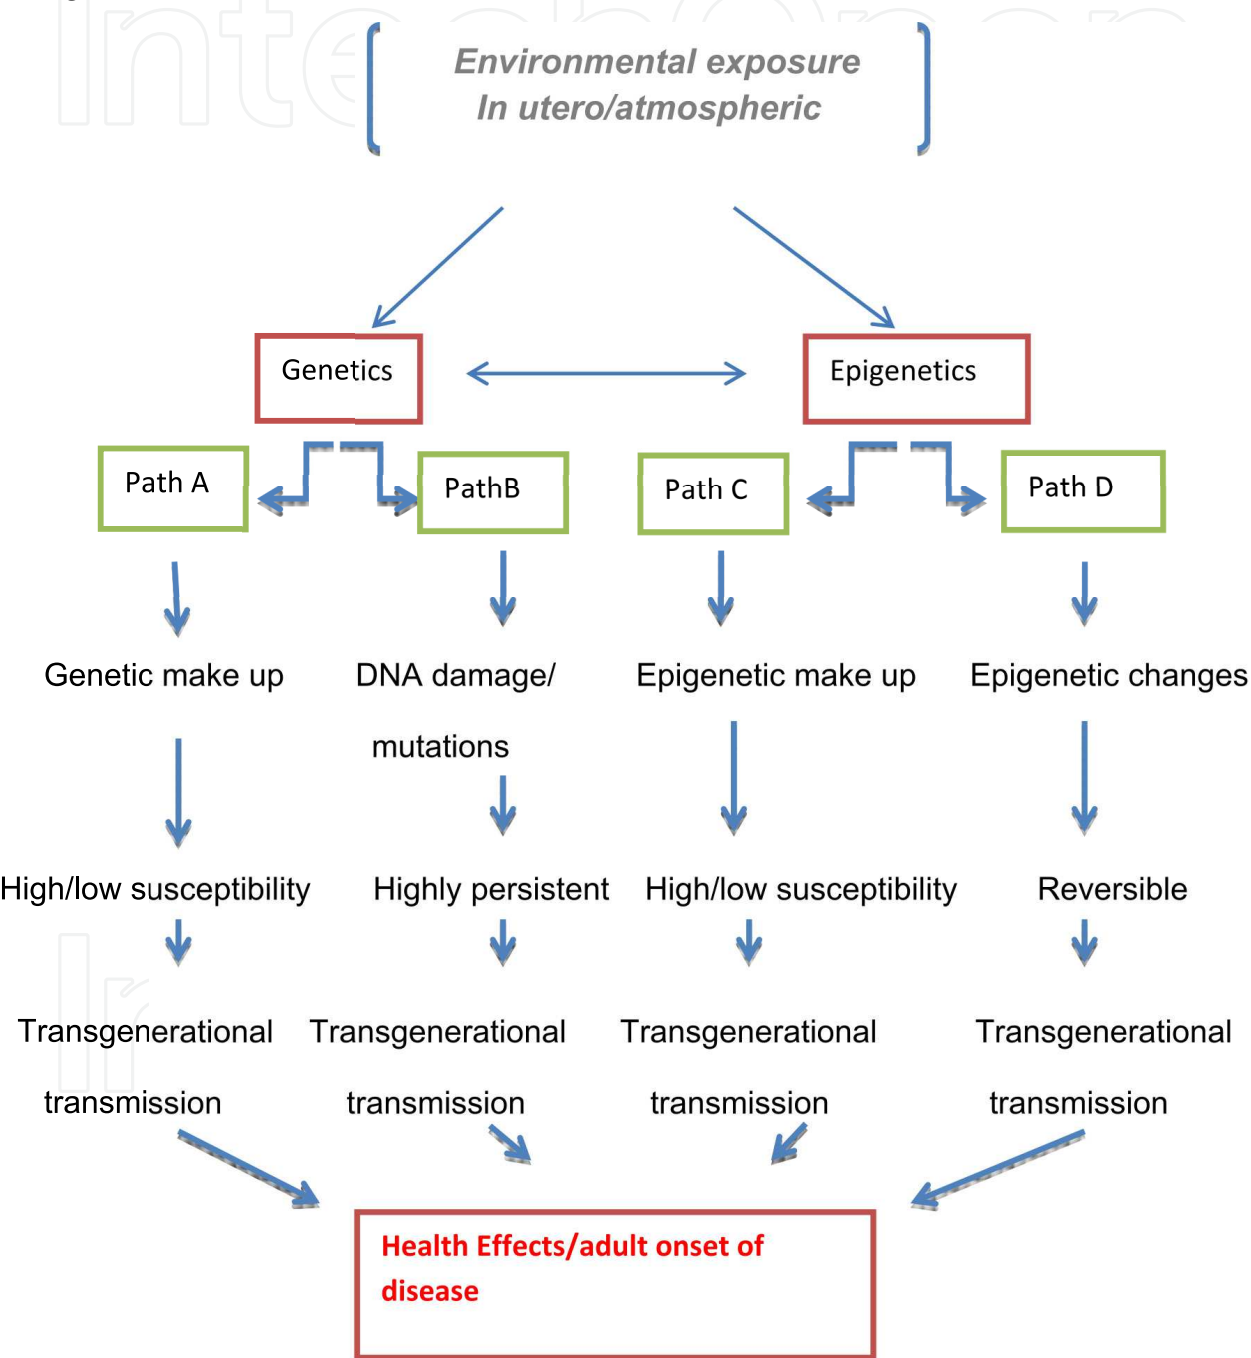 Environmental exposure
In utero/atmospheric
Genetics
Epigenetics
Path A
PathB
Path C
Path D
Genetic make up
DNA damage/
mutations
Epigenetic make up
Epigenetic changes
High/low susceptibility
Highly persistent
High/low susceptibility
Reversible
Transgenerational
transmission
Transgenerational
transmission
Transgenerational
transmission
Transgenerational
transmission
Health Effects/adult onset of
disease